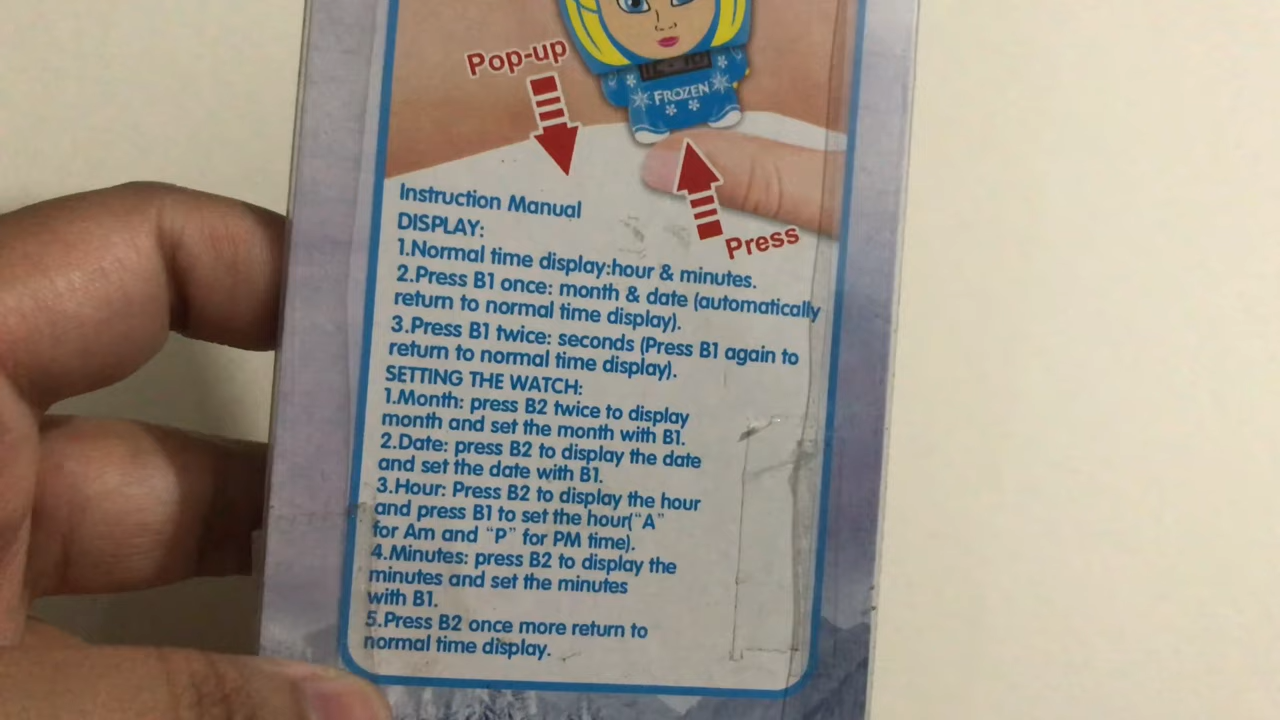 Pop-up
FROZEN
Press
Instruction Manual
DISPLAY:
1.Normal time display:hour & minutes.
2.Press B1 once: month & date (automatically
return to normal time display).
3.Press B1 twice: seconds (Press B1 again to
return to normal time display).
SETTING THE WATCH:
1.Month: press B2 twice to display
month and set the month with B1.
2.Date: press B2 to display the date
and set the date with B1.
3.Hour: Press B2 to display the hour
and press B1 to set the hour("A"
for Am and "P" for PM time).
4.Minutes: press B2 to display the
minutes and set the minutes
with B1.
5.Press B2 once more return to
normal time display.